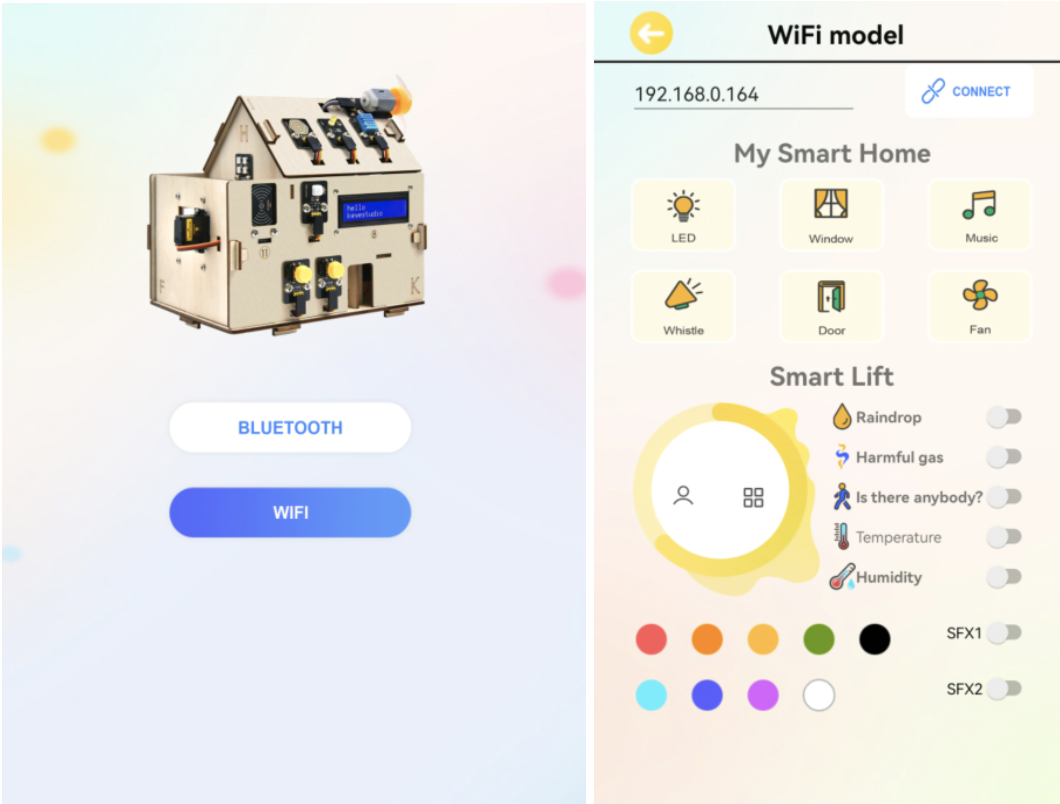 H
hello
keyestudio
F
K
BLUETOOTH
WIFI
WiFi model
192.168.0.164
CONNECT
My Smart Home
LED
Window
Music
Whistle
Door
Fan
Smart Lift
Raindrop
Harmful gas
Is there anybody?
Temperature
Humidity
SFX1
SFX2